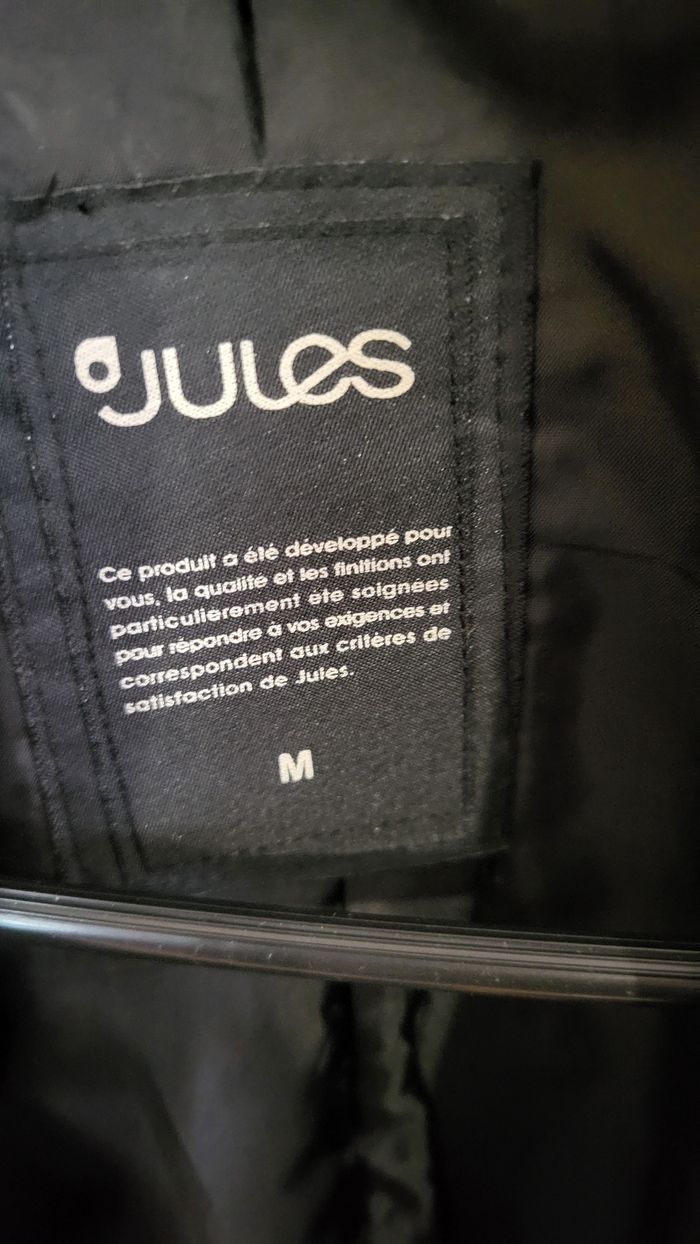 JULES
Ce produit a été développé pour
vous, la qualité et les finitions ont
particulièrement été soignées
pour répondre à vos exigences et
correspondent aux critères de
satisfaction de Jules.
M